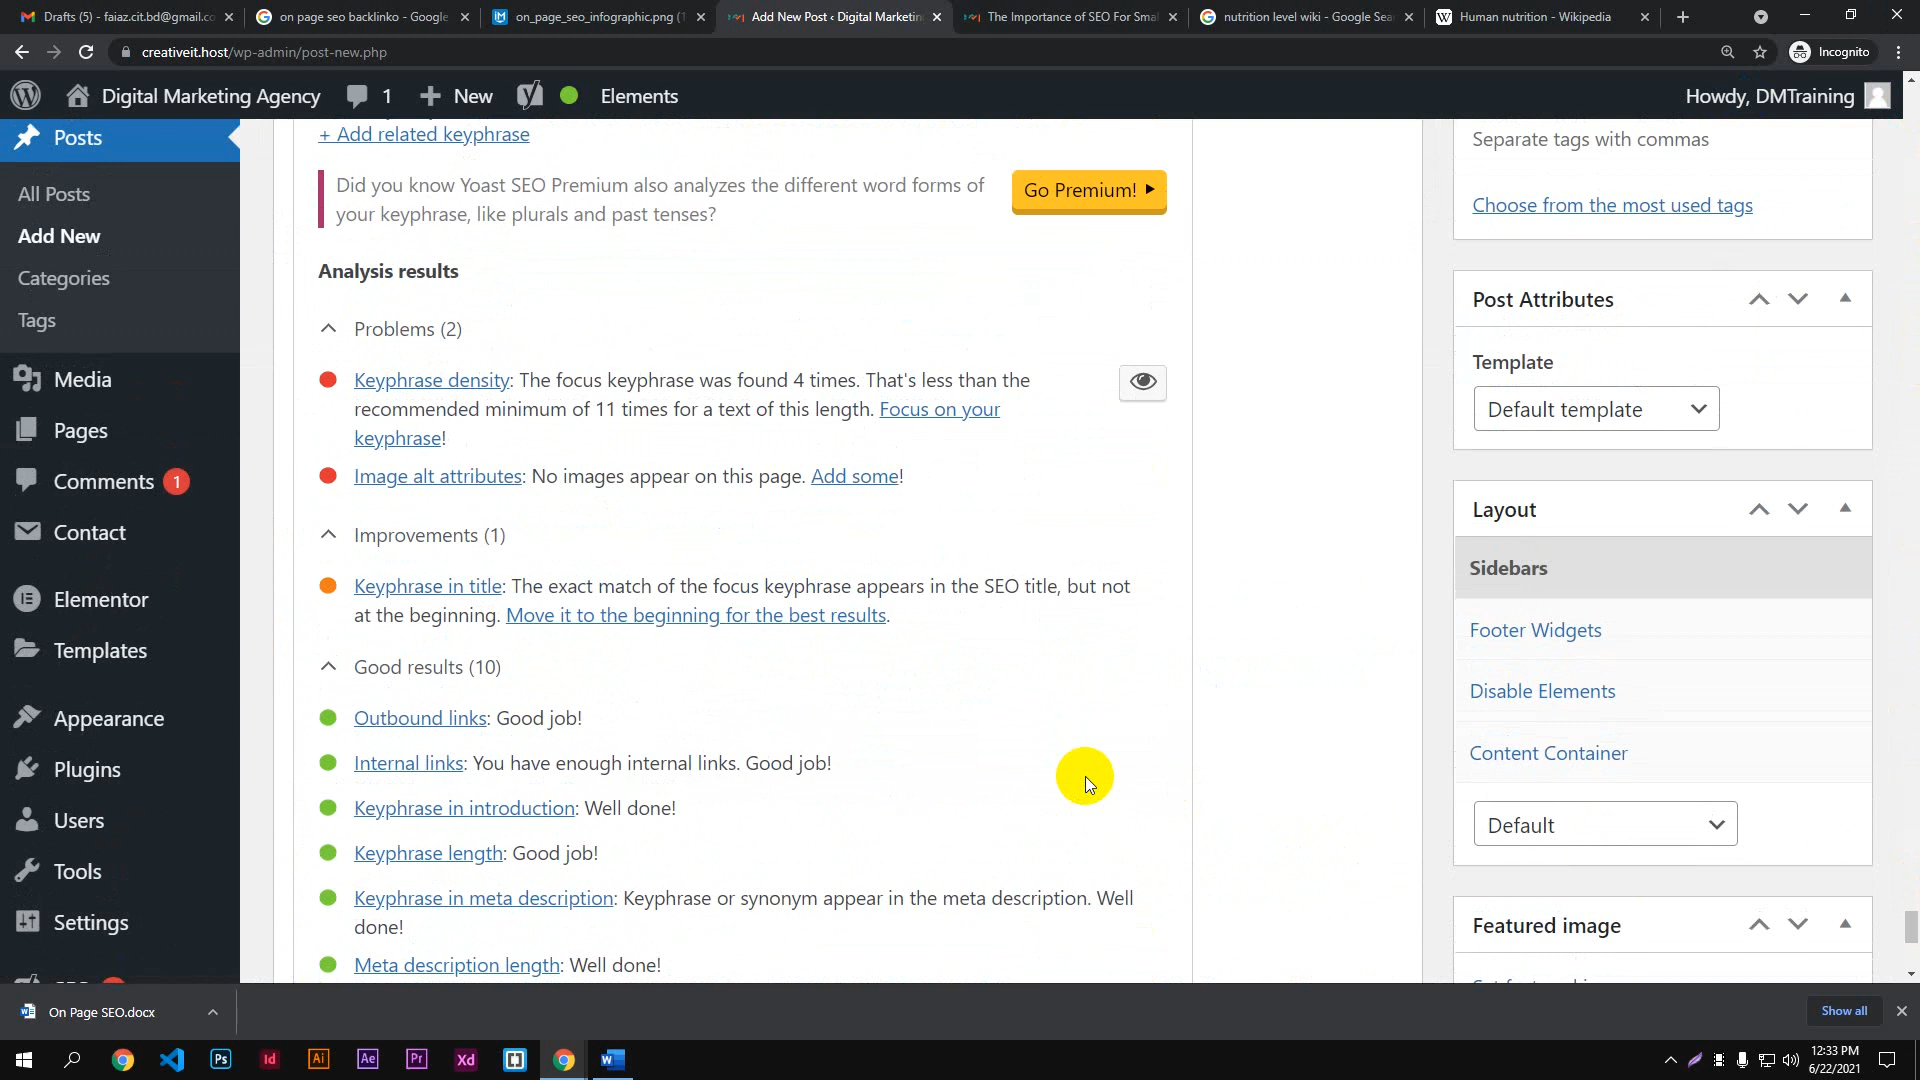 Drafts (5) - faiaz.cit.bd@gmail.co
on page seo backlinko - Google
on_page_seo_infographic.png (1
Add New Post ‹ Digital Marketin
The Importance of SEO For Smal
nutrition level wiki - Google Sea
Human nutrition - Wikipedia
creativeit.host/wp-admin/post-new.php
Incognito
Digital Marketing Agency
1
New
Elements
Howdy, DMTraining
Posts
All Posts
Add New
Categories
Tags
Media
Pages
Comments 1
Contact
Elementor
Templates
Appearance
Plugins
Users
Tools
Settings
+ Add related keyphrase
Did you know Yoast SEO Premium also analyzes the different word forms of
your keyphrase, like plurals and past tenses?
Go Premium!
Analysis results
Problems (2)
Keyphrase density: The focus keyphrase was found 4 times. That's less than the
recommended minimum of 11 times for a text of this length. Focus on your
keyphrase!
Image alt attributes: No images appear on this page. Add some!
Improvements (1)
Keyphrase in title: The exact match of the focus keyphrase appears in the SEO title, but not
at the beginning. Move it to the beginning for the best results.
Good results (10)
Outbound links: Good job!
Internal links: You have enough internal links. Good job!
Keyphrase in introduction: Well done!
Keyphrase length: Good job!
Keyphrase in meta description: Keyphrase or synonym appear in the meta description. Well
done!
Meta description length: Well done!
Separate tags with commas
Choose from the most used tags
Post Attributes
Template
Default template
Layout
Sidebars
Footer Widgets
Disable Elements
Content Container
Default
Featured image
On Page SEO.docx
Show all
Ps
Id
Ai
Ae
Pr
Xd
12:33 PM
6/22/2021